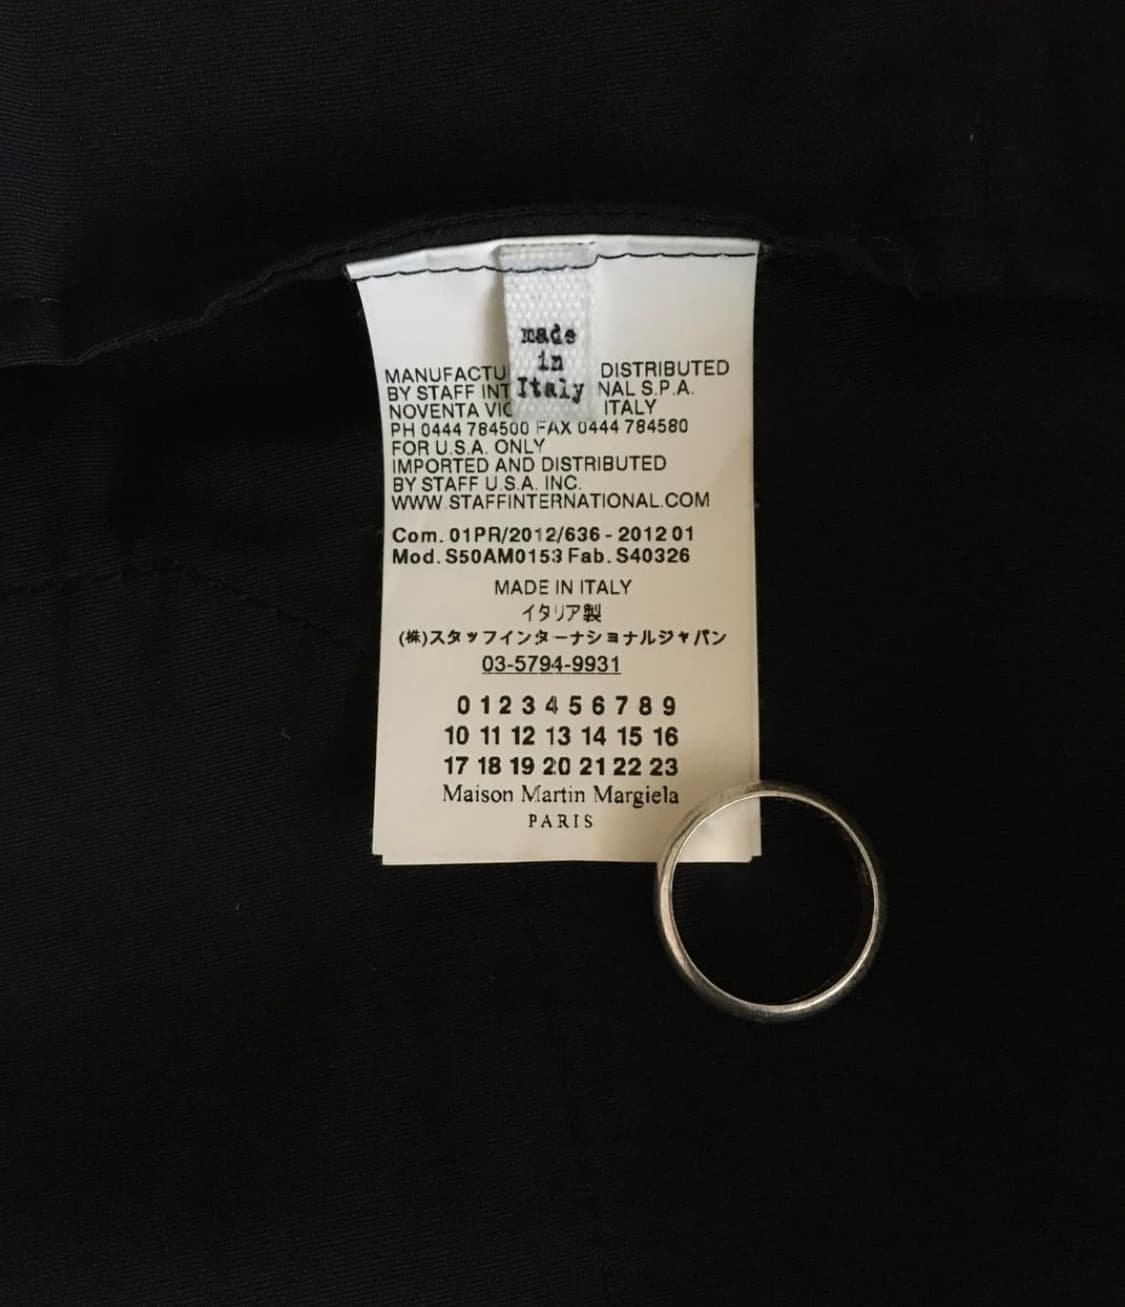 made
in
Italy
MANUFACTU DISTRIBUTED
BY STAFF INT NAL S.P.A.
NOVENTA VIC ITALY
PH 0444 784500 FAX 0444 784580
FOR U.S.A. ONLY
IMPORTED AND DISTRIBUTED
BY STAFF U.S.A. INC.
WWW.STAFFINTERNATIONAL.COM
Com. 01PR/2012/636 - 2012 01
Mod. S50AM0153 Fab. S40326
MADE IN ITALY
イタリア製
(株)スタッフインターナショナルジャパン
03-5794-9931
0 1 2 3 4 5 6 7 8 9
10 11 12 13 14 15 16
17 18 19 20 21 22 23
Maison Martin Margiela
PARIS